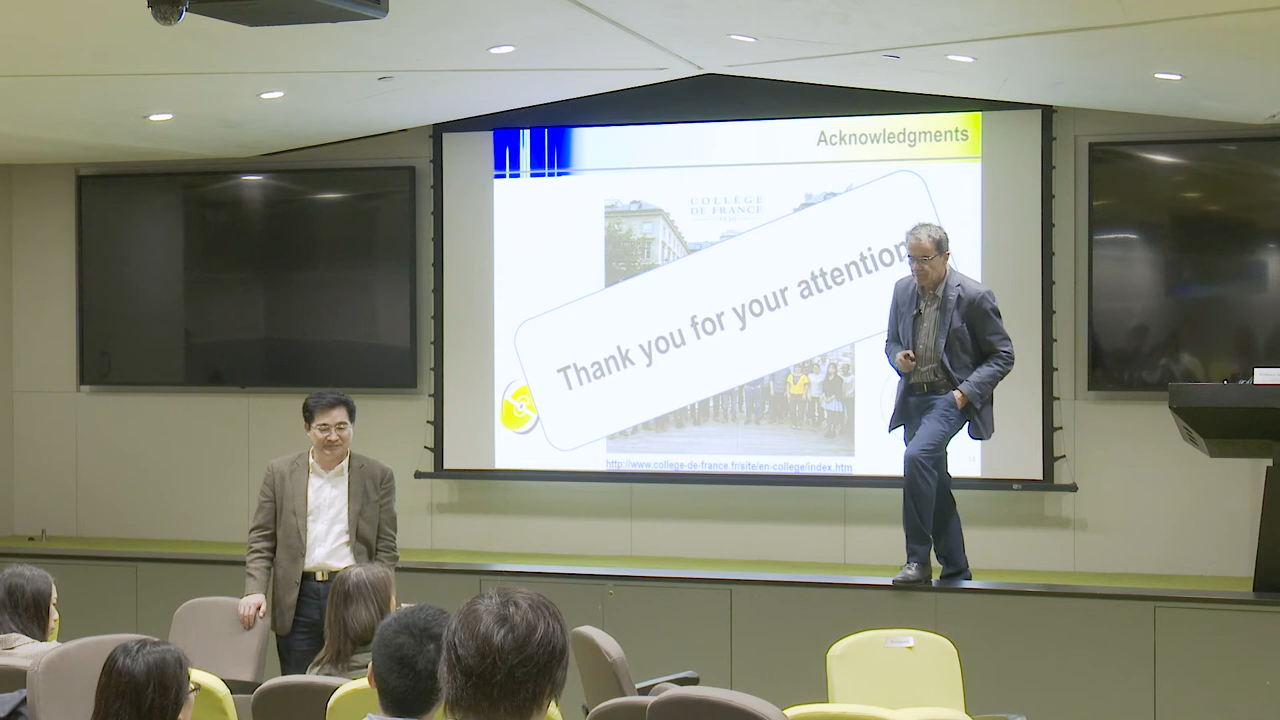 Acknowledgments
COLLÈGE
DE FRANCE
Thank you for your attention
http://www.college-de-france.fr/site/en-college/index.htm